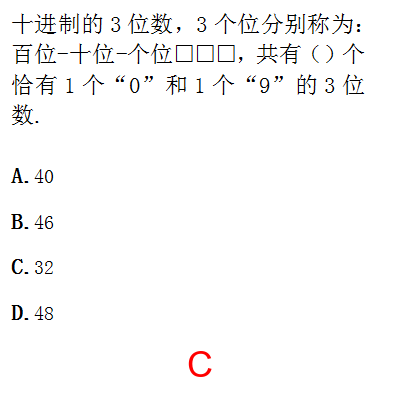 十进制的 3 位数，3 个位分别称为：
百位-十位-个位□□□，共有（）个
恰有 1 个“0”和 1 个“9”的 3 位
数.
A. 40
B. 46
C. 32
D. 48
C